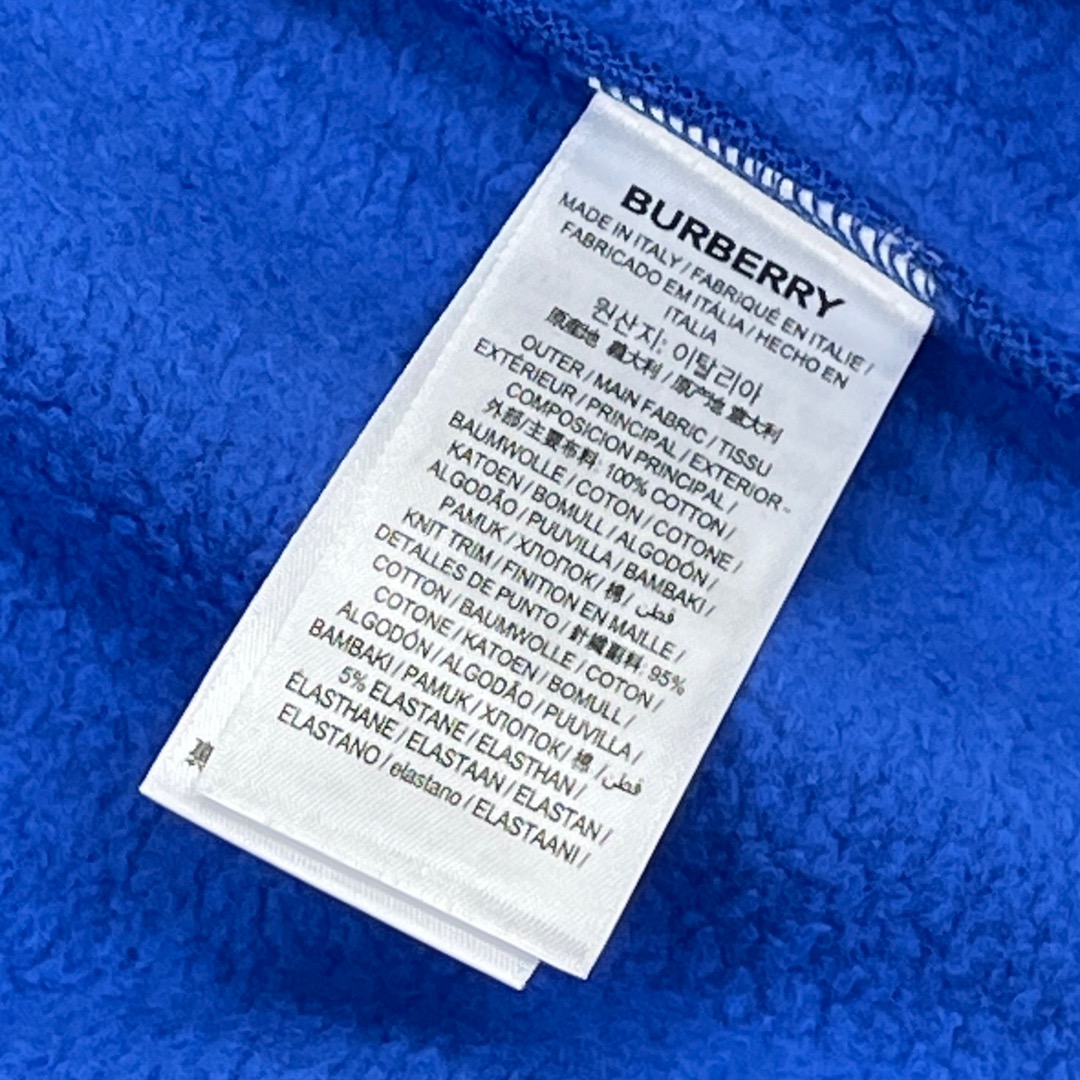 BURBERRY
MADE IN ITALY / FABRIQUÉ EN ITALIE /
FABRICADO EM ITÁLIA / HECHO EN
ITALIA
원산지: 이탈리아
原產地 義大利 / 原产地 意大利
OUTER / MAIN FABRIC / TISSU
EXTÉRIEUR / PRINCIPAL / EXTERIOR -
COMPOSICION PRINCIPAL /
外部/主要布料: 100% COTTON /
BAUMWOLLE / COTON / COTONE /
KATOEN / BOMULL / ALGODÓN /
ALGODÃO / PUUVILLA / BAMBAKI /
PAMUK / ХЛОПОК / 棉 / قطن
KNIT TRIM / FINITION EN MAILLE /
DETALLES DE PUNTO / 針織副料: 95%
COTTON / BAUMWOLLE / COTON /
COTONE / KATOEN / BOMULL /
ALGODÓN / ALGODÃO / PUUVILLA /
BAMBAKI / PAMUK / ХЛОПОК / 棉 / قطن
5% ELASTANE / ELASTHAN /
ÉLASTHANE / ELASTAAN / ELASTAN /
ELASTANO / elastano / ELASTAANI /